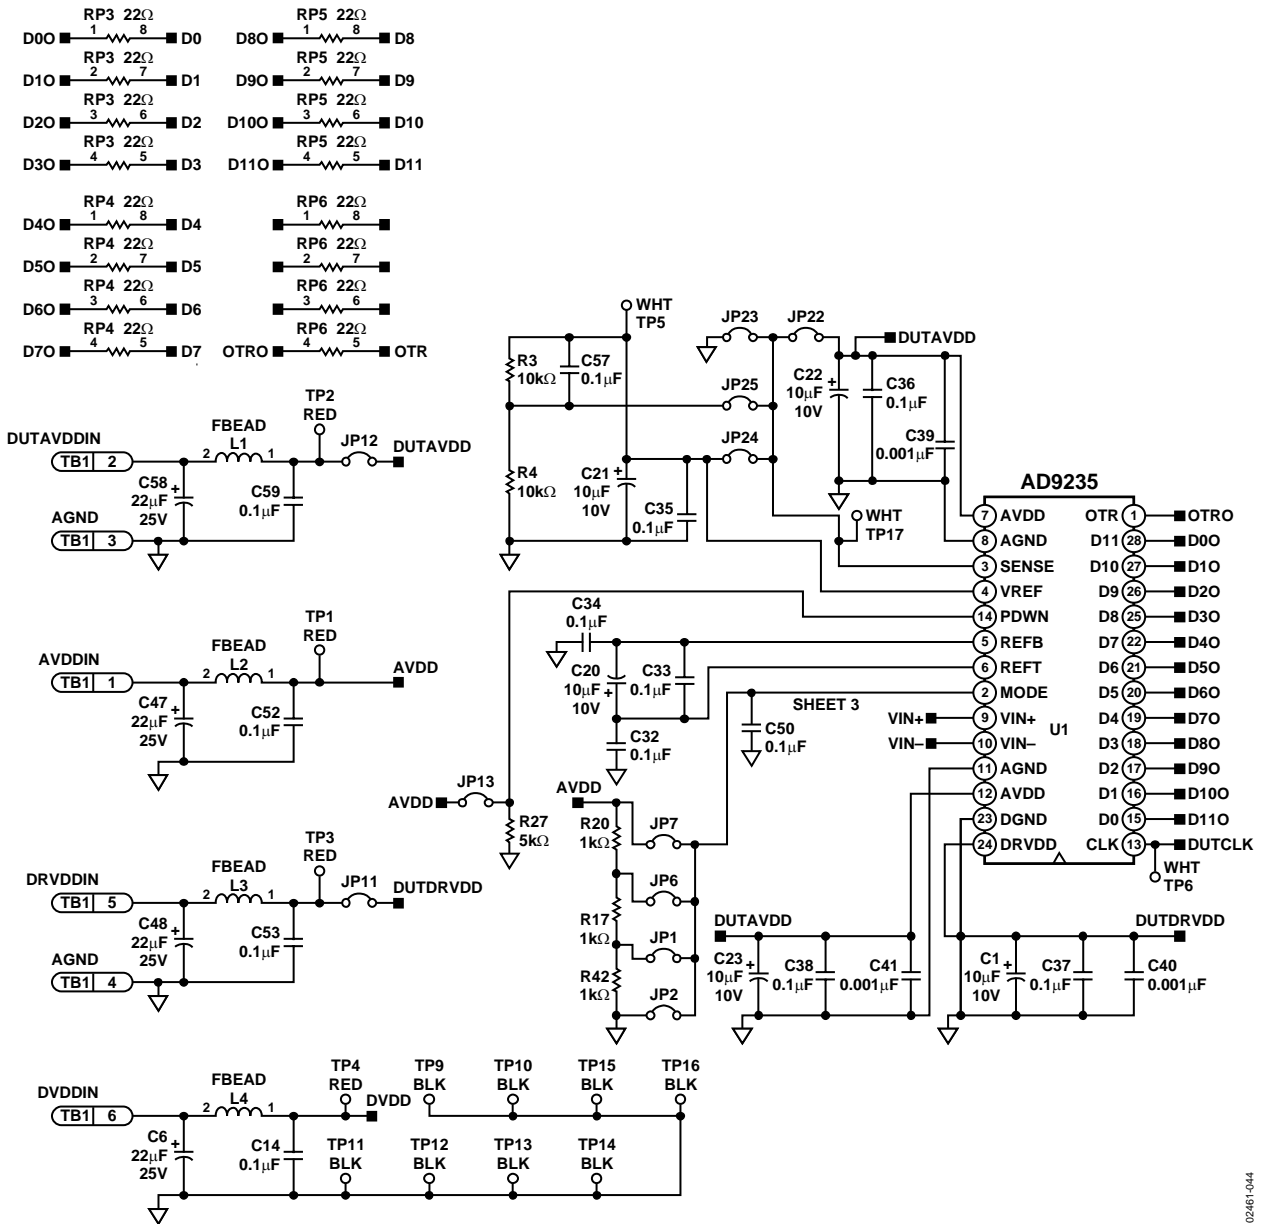 RP3 22Ω
D0O 1 8 D0
RP3 22Ω
D1O 2 7 D1
RP3 22Ω
D2O 3 6 D2
RP3 22Ω
D3O 4 5 D3
RP4 22Ω
D4O 1 8 D4
RP4 22Ω
D5O 2 7 D5
RP4 22Ω
D6O 3 6 D6
RP4 22Ω
D7O 4 5 D7
RP5 22Ω
D8O 1 8 D8
RP5 22Ω
D9O 2 7 D9
RP5 22Ω
D10O 3 6 D10
RP5 22Ω
D11O 4 5 D11
RP6 22Ω
1 8
RP6 22Ω
2 7
RP6 22Ω
3 6
RP6 22Ω
OTRO 4 5 OTR
DUTAVDDIN
TB1 2
FBEAD
2 L1 1
TP2
RED
JP12
DUTAVDD
C58
22μF
25V
+
C59
0.1μF
AGND
TB1 3
AVDDIN
TB1 1
FBEAD
2 L2 1
TP1
RED
AVDD
C47
22μF
25V
+
C52
0.1μF
DRVDDIN
TB1 5
FBEAD
2 L3 1
TP3
RED
JP11
DUTDRVDD
C48
22μF
25V
+
C53
0.1μF
AGND
TB1 4
DVDDIN
TB1 6
FBEAD
2 L4 1
TP4
RED
DVDD
C6
22μF
25V
+
C14
0.1μF
TP9
BLK
TP10
BLK
TP15
BLK
TP16
BLK
TP11
BLK
TP12
BLK
TP13
BLK
TP14
BLK
WHT
TP5
R3
10kΩ
C57
0.1μF
R4
10kΩ
C21
10μF
10V
+
C35
0.1μF
JP23
JP22
JP25
JP24
DUTAVDD
C22
10μF
10V
+
C36
0.1μF
C39
0.001μF
WHT
TP17
C34
0.1μF
C20
10μF
10V
+
C33
0.1μF
C32
0.1μF
SHEET 3
C50
0.1μF
VIN+
VIN–
AVDD
JP13
R27
5kΩ
AVDD
R20
1kΩ
R17
1kΩ
R42
1kΩ
JP7
JP6
JP1
JP2
DUTAVDD
C23
10μF
10V
+
C38
0.1μF
C41
0.001μF
DUTDRVDD
C1
10μF
10V
+
C37
0.1μF
C40
0.001μF
AD9235
U1
7 AVDD OTR 1 OTRO
8 AGND D11 28 D0O
3 SENSE D10 27 D1O
4 VREF D9 26 D2O
14 PDWN D8 25 D3O
5 REFB D7 22 D4O
6 REFT D6 21 D5O
2 MODE D5 20 D6O
9 VIN+ D4 19 D7O
10 VIN– D3 18 D8O
11 AGND D2 17 D9O
12 AVDD D1 16 D10O
23 DGND D0 15 D11O
24 DRVDD CLK 13 DUTCLK
WHT
TP6
02461-044